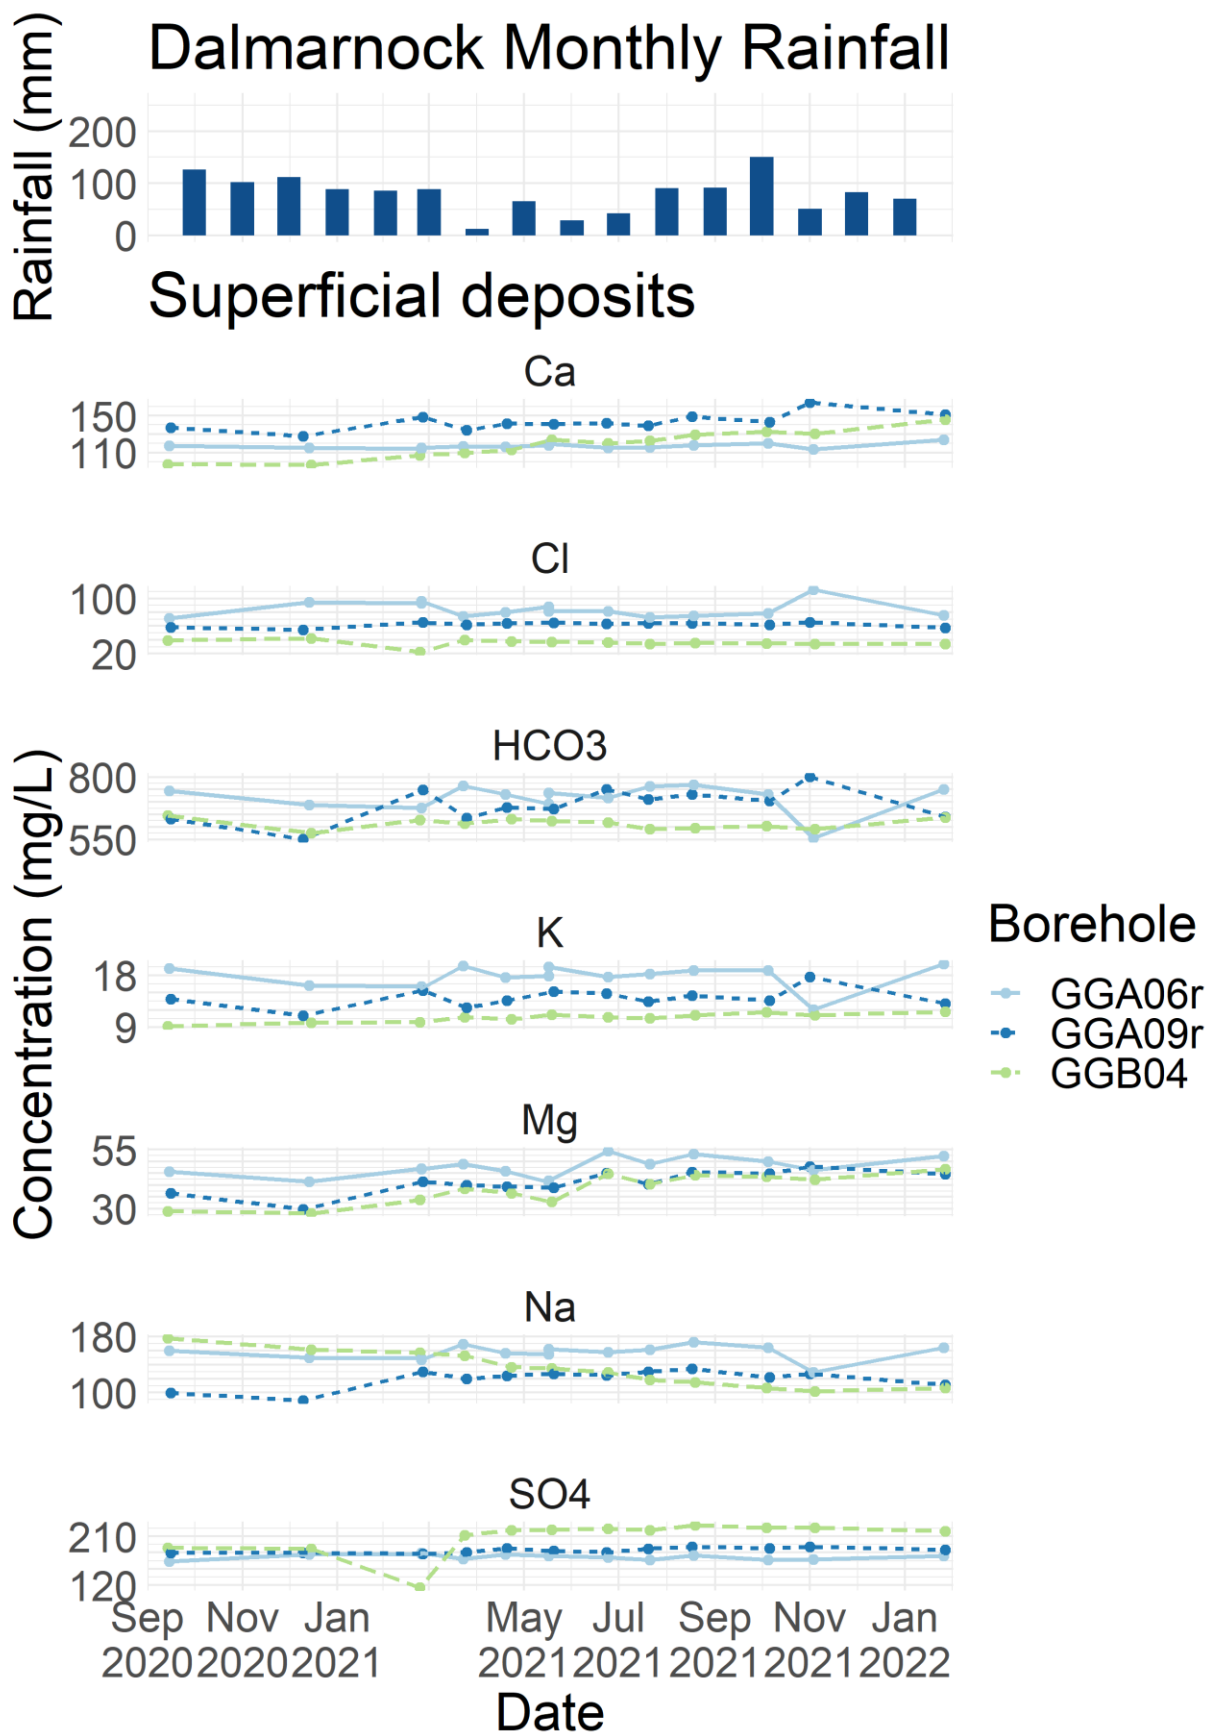 Dalmarnock Monthly Rainfall
Rainfall (mm)
200
100
0
Superficial deposits
Ca
150
110
Cl
100
20
HCO3
800
550
Concentration (mg/L)
K
18
9
Mg
55
30
Na
180
100
SO4
210
120
Sep Nov Jan May Jul Sep Nov Jan
2020 2020 2021 2021 2021 2021 2021 2022
Date
Borehole
GGA06r
GGA09r
GGB04